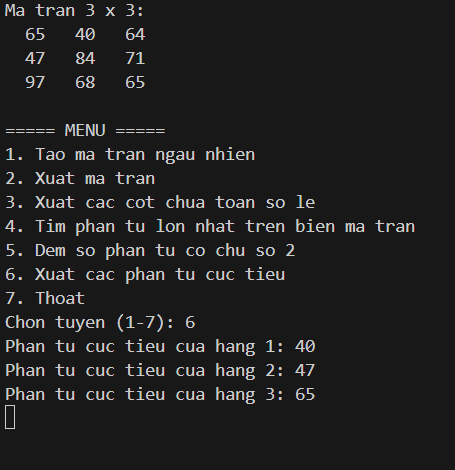 Ma tran 3 x 3:
65 40 64
47 84 71
97 68 65
===== MENU =====
1. Tao ma tran ngau nhien
2. Xuat ma tran
3. Xuat cac cot chua toan so le
4. Tim phan tu lon nhat tren bien ma tran
5. Dem so phan tu co chu so 2
6. Xuat cac phan tu cuc tieu
7. Thoat
Chon tuyen (1-7): 6
Phan tu cuc tieu cua hang 1: 40
Phan tu cuc tieu cua hang 2: 47
Phan tu cuc tieu cua hang 3: 65